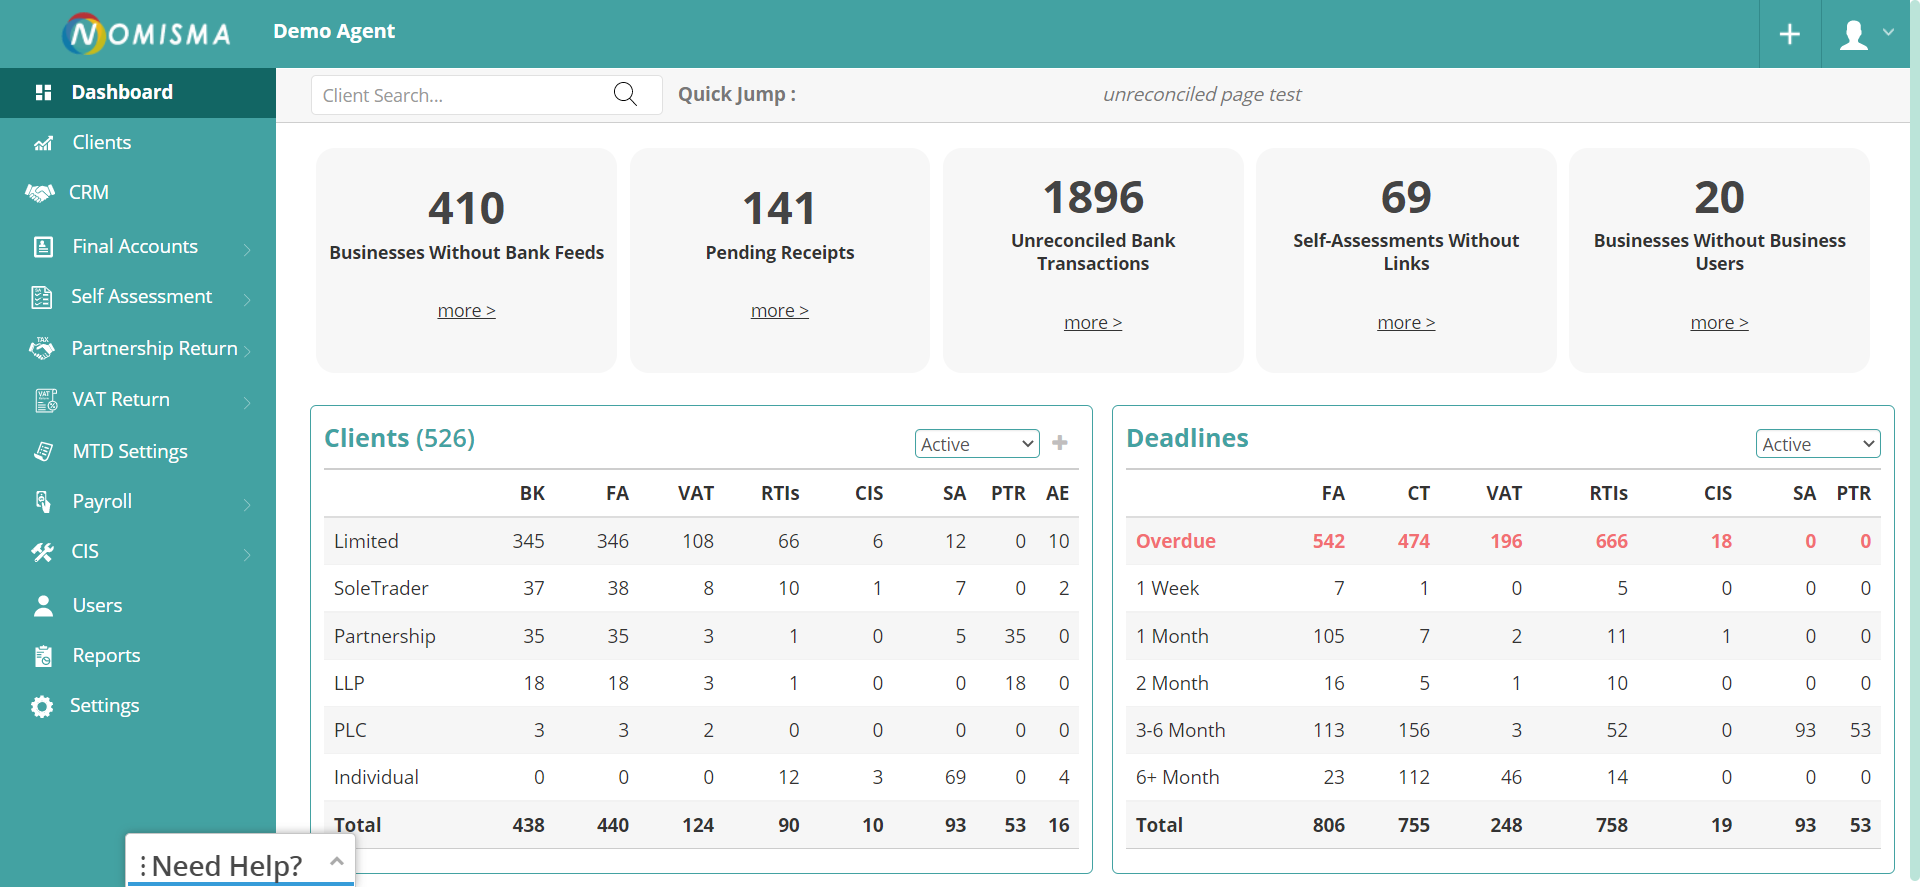 NOMISMA
Demo Agent
Dashboard
Clients
CRM
Final Accounts
Self Assessment
Partnership Return
VAT Return
MTD Settings
Payroll
CIS
Users
Reports
Settings
Client Search...
Quick Jump :
unreconciled page test
410
Businesses Without Bank Feeds
more >
141
Pending Receipts
more >
1896
Unreconciled Bank
Transactions
more >
69
Self-Assessments Without
Links
more >
20
Businesses Without Business
Users
more >
Clients (526)
Active
BK FA VAT RTIs CIS SA PTR AE
Limited 345 346 108 66 6 12 0 10
SoleTrader 37 38 8 10 1 7 0 2
Partnership 35 35 3 1 0 5 35 0
LLP 18 18 3 1 0 0 18 0
PLC 3 3 2 0 0 0 0 0
Individual 0 0 0 12 3 69 0 4
Total 438 440 124 90 10 93 53 16
Deadlines
Active
FA CT VAT RTIs CIS SA PTR
Overdue 542 474 196 666 18 0 0
1 Week 7 1 0 5 0 0 0
1 Month 105 7 2 11 1 0 0
2 Month 16 5 1 10 0 0 0
3-6 Month 113 156 3 52 0 93 53
6+ Month 23 112 46 14 0 0 0
Total 806 755 248 758 19 93 53
Need Help?